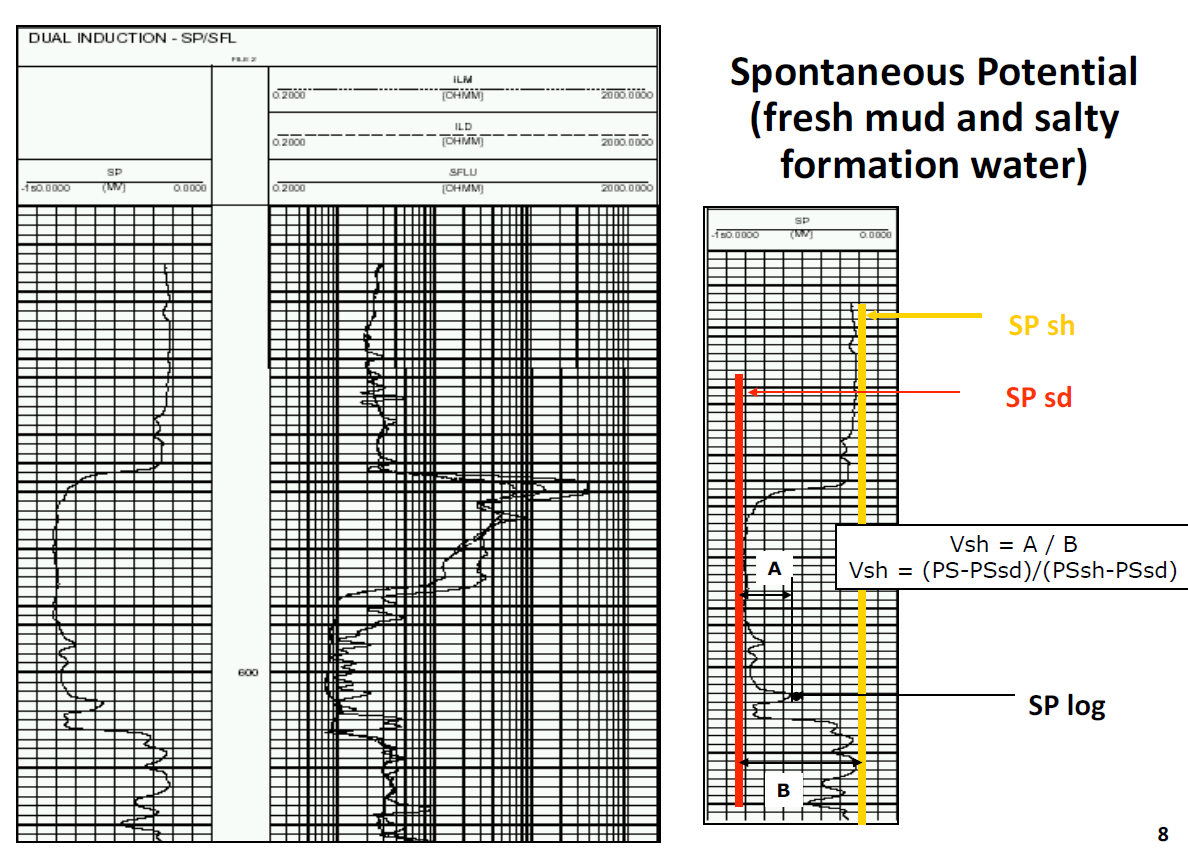 DUAL INDUCTION - SP/SFL
FILE 2
ILM
0.2000 (OHMM) 2000.0000
ILD
0.2000 (OHMM) 2000.0000
SP
-150.0000 (MV) 0.0000
SFLU
0.2000 (OHMM) 2000.0000
600
Spontaneous Potential
(fresh mud and salty
formation water)
SP
-150.0000 (MV) 0.0000
SP sh
SP sd
Vsh = A / B
Vsh = (PS-PSsd)/(PSsh-PSsd)
A
SP log
B
8